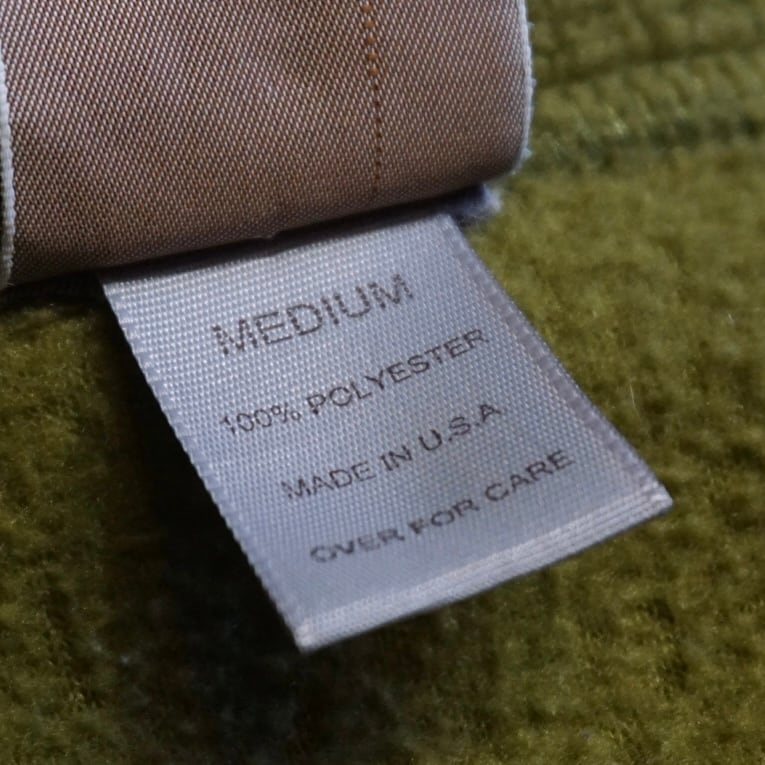 MEDIUM
100% POLYESTER
MADE IN U.S.A
OVER FOR CARE